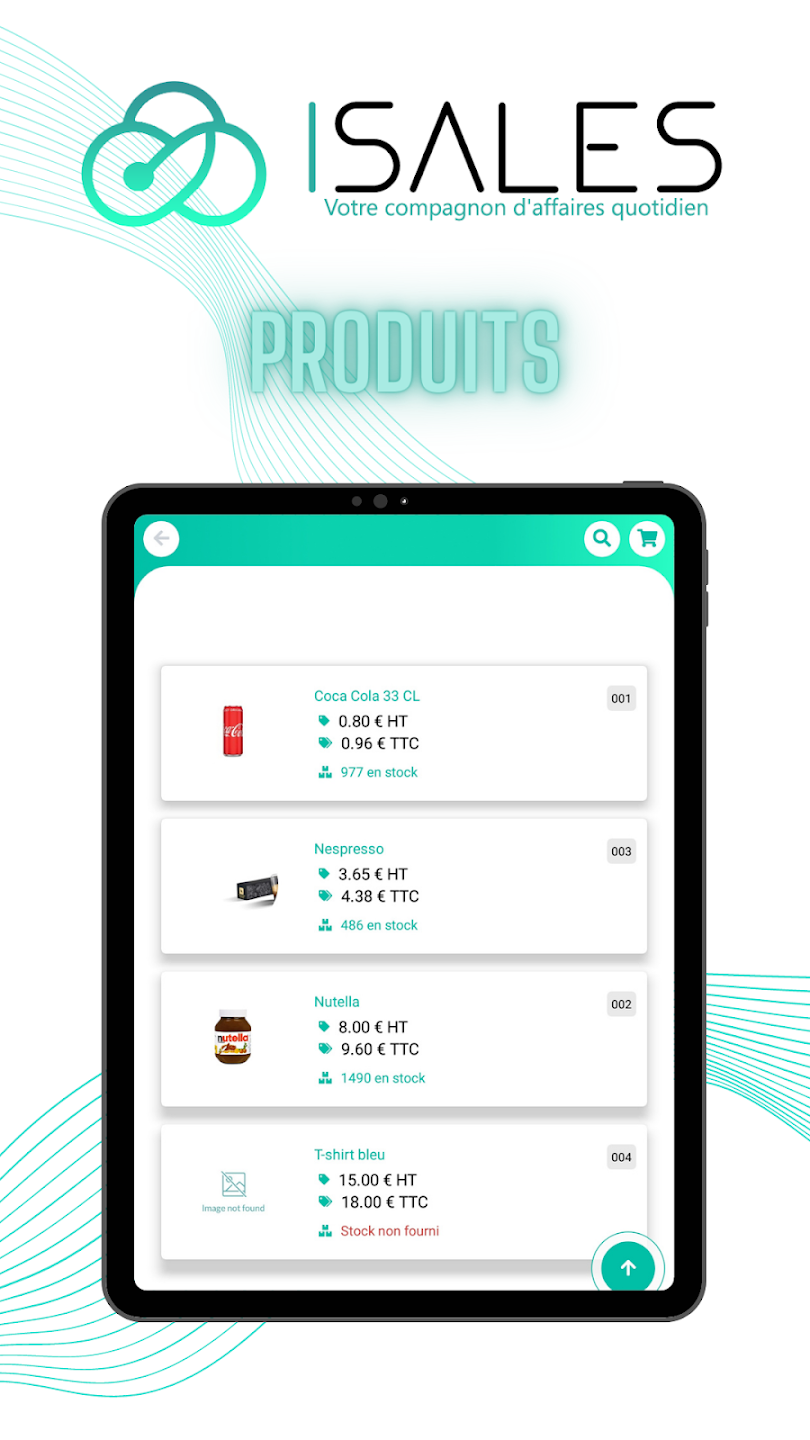 ISALES
Votre compagnon d'affaires quotidien
PRODUITS
Coca Cola 33 CL
001
0.80 € HT
0.96 € TTC
977 en stock
Nespresso
003
3.65 € HT
4.38 € TTC
486 en stock
nutella
Nutella
002
8.00 € HT
9.60 € TTC
1490 en stock
T-shirt bleu
004
15.00 € HT
18.00 € TTC
Image not found
Stock non fourni